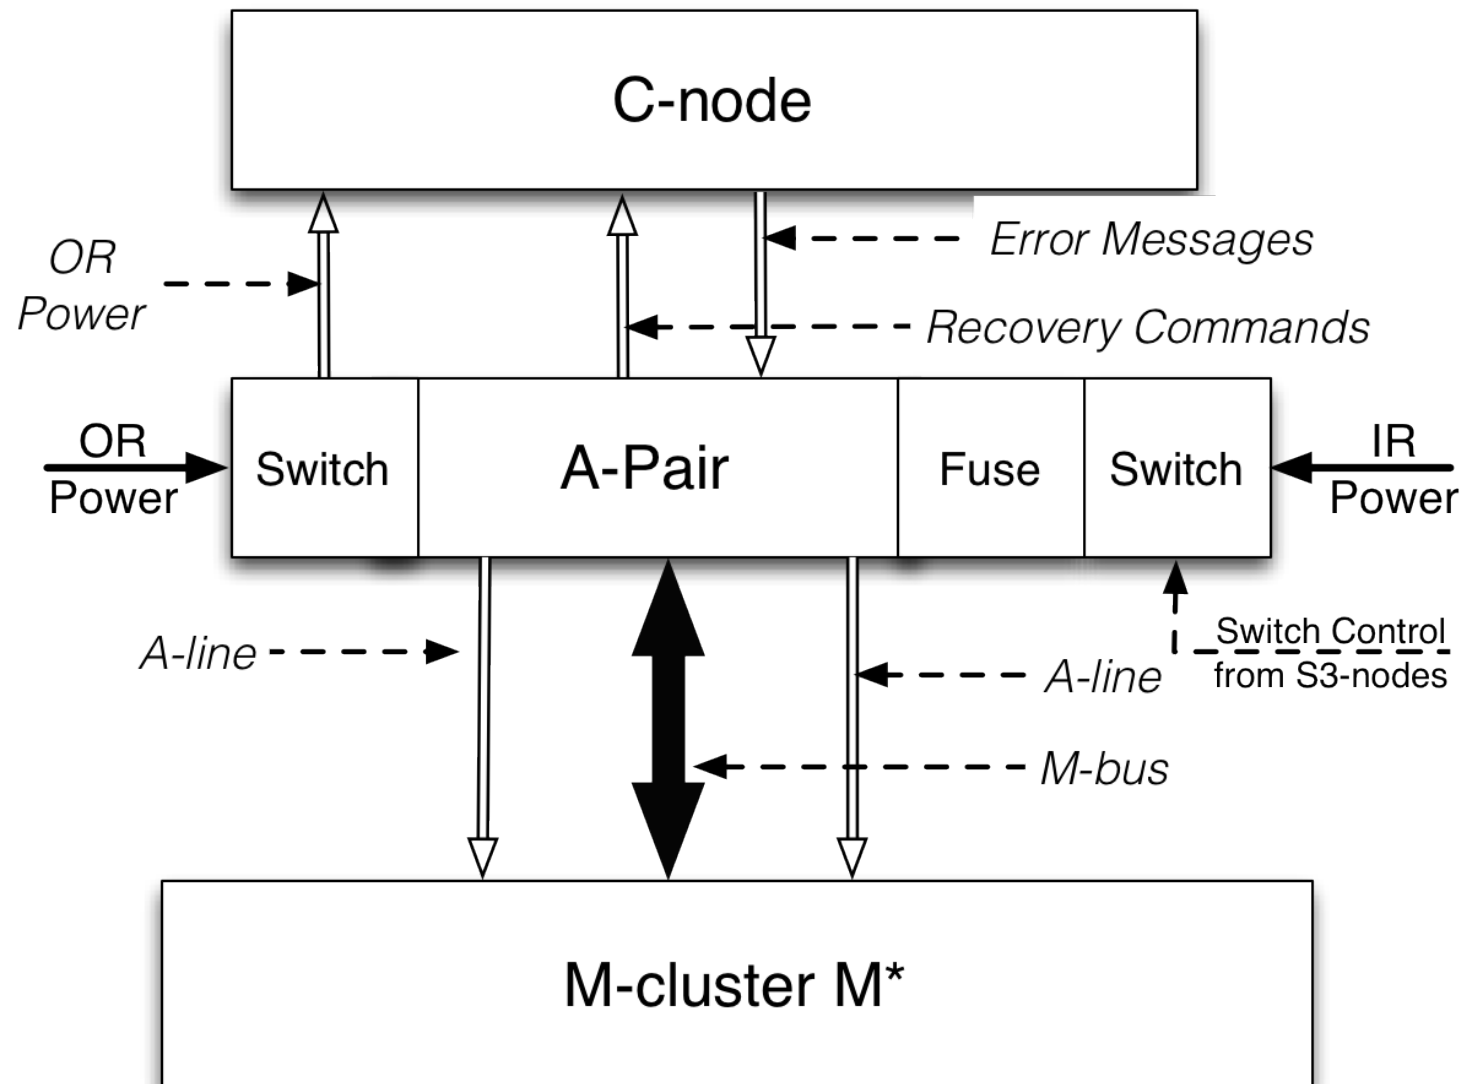 C-node
OR
Power
Error Messages
Recovery Commands
OR
Power
Switch
A-Pair
Fuse
Switch
IR
Power
A-line
Switch Control
from S3-nodes
A-line
M-bus
M-cluster M*